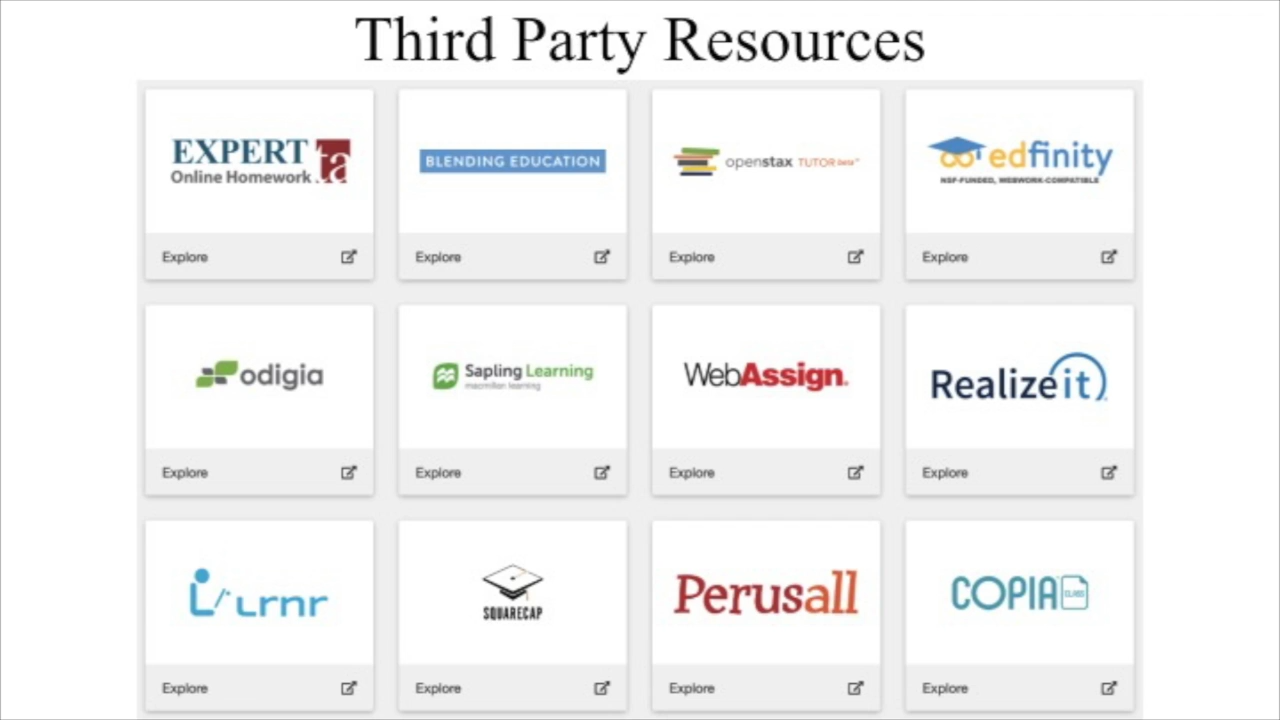 Third Party Resources
EXPERT ta
Online Homework
BLENDING EDUCATION
openstax TUTOR beta™
edfinity
NSF-FUNDED, WEBWORK-COMPATIBLE
Explore
Explore
Explore
Explore
odigia
Sapling Learning
macmillan learning
WebAssign.
Realizeit
Explore
Explore
Explore
Explore
Lrnr
SQUARECAP
Perusall
COPIA CLASS
Explore
Explore
Explore
Explore